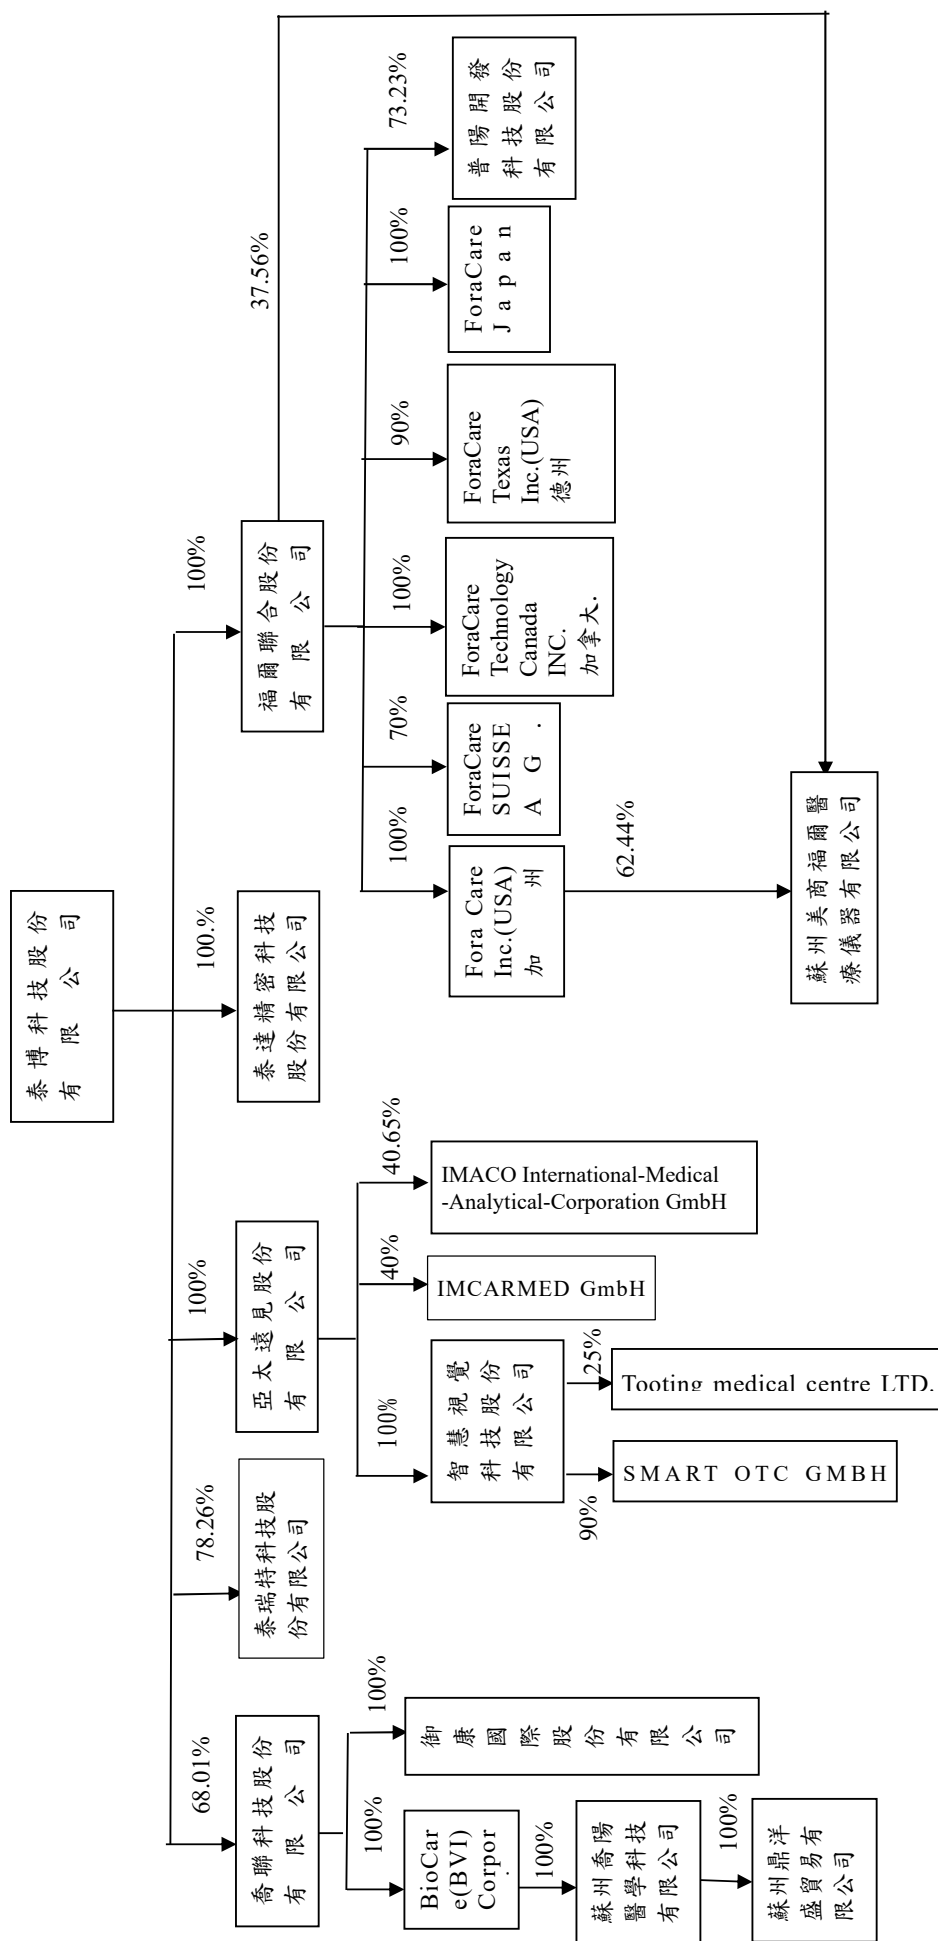 泰博科技股份
有限公司
68.01%
78.26%
100%
100.%
100%
喬聯科技股份
有限公司
泰瑞特科技股
份有限公司
亞太遠見股份
有限公司
泰達精密科技
股份有限公司
福爾聯合股份
有限公司
37.56%
100%
100%
100%
40%
40.65%
100%
70%
100%
90%
100%
73.23%
BioCar
e(BVI)
Corpor
御康國際股份有限公司
智慧視覺
科技股份
有限公司
IMCARMED GmbH
IMACO International-Medical
-Analytical-Corporation GmbH
Fora Care
Inc.(USA)
加州
ForaCare
SUISSE
A G .
ForaCare
Technology
Canada
INC.
加拿大.
ForaCare
Texas
Inc.(USA)
德州
ForaCare
Japan
普陽開發
科技股份
有限公司
100%
90%
25%
62.44%
蘇州喬陽
醫學科技
有限公司
SMART OTC GMBH
Tooting medical centre LTD.
100%
蘇州鼎洋
盛貿易有
限公司
蘇州美商福爾醫
療儀器有限公司